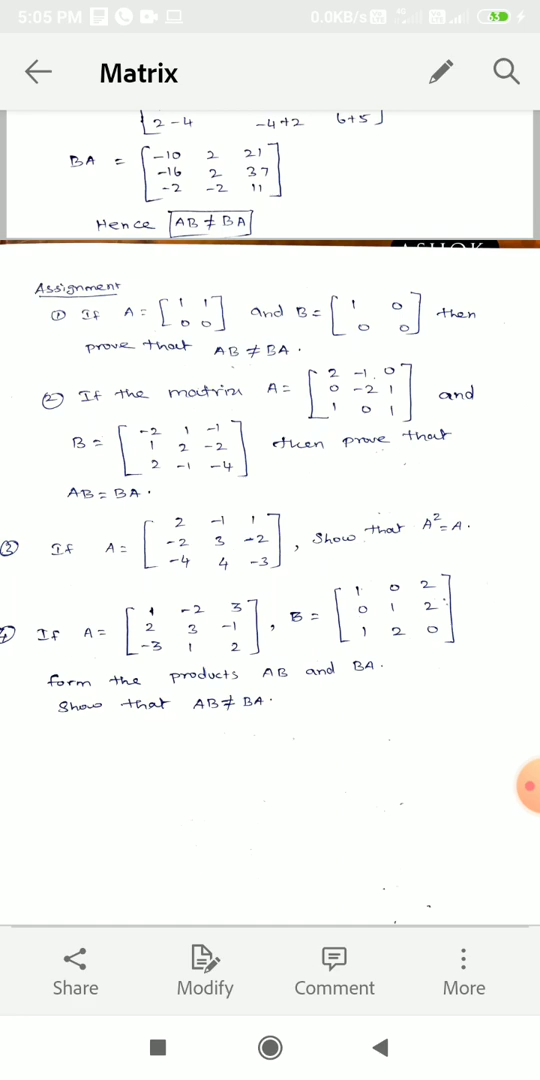 5:05 PM 0.0KB/s 4G 63
Matrix
[2-4 -4+2 6+5]
BA = [-10 2 21
-16 2 37
-2 -2 11]
Hence AB ≠ BA
ASHOK
Assignment
① If A = [1 1
0 0] and B = [1 0
0 0] then
prove that AB ≠ BA.
② If the matrix A = [2 -1 0
0 -2 1
1 0 1] and
B = [-2 1 -1
1 2 -2
2 -1 -4] then prove that
AB = BA.
③ If A = [2 -1 1
-2 3 -2
-4 4 -3], Show that A² = A.
If A = [1 -2 3
2 3 -1
-3 1 2], B = [1 0 2
0 1 2
1 2 0]
form the products AB and BA.
Show that AB ≠ BA.
Share Modify Comment More